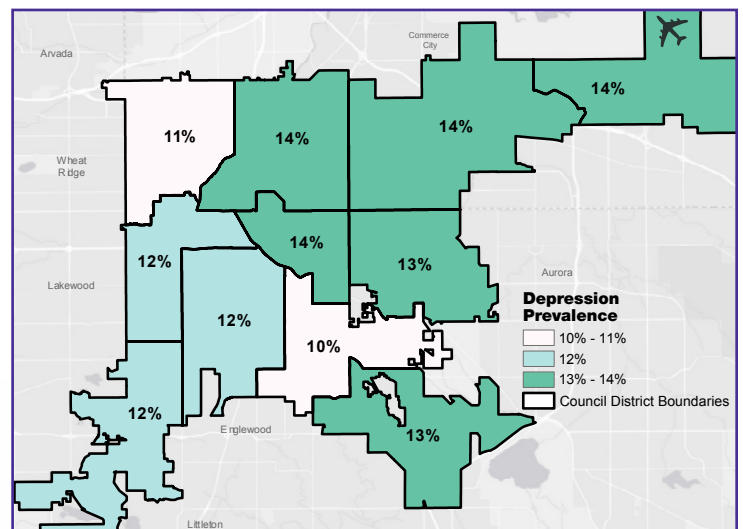 Commerce
City
Arvada
14%
11%
14%
14%
Wheat
Ridge
14%
12%
13%
Aurora
Lakewood
Depression
Prevalence
12%
10% - 11%
10%
12%
13% - 14%
Council District Boundaries
12%
Englewood
13%
Littleton